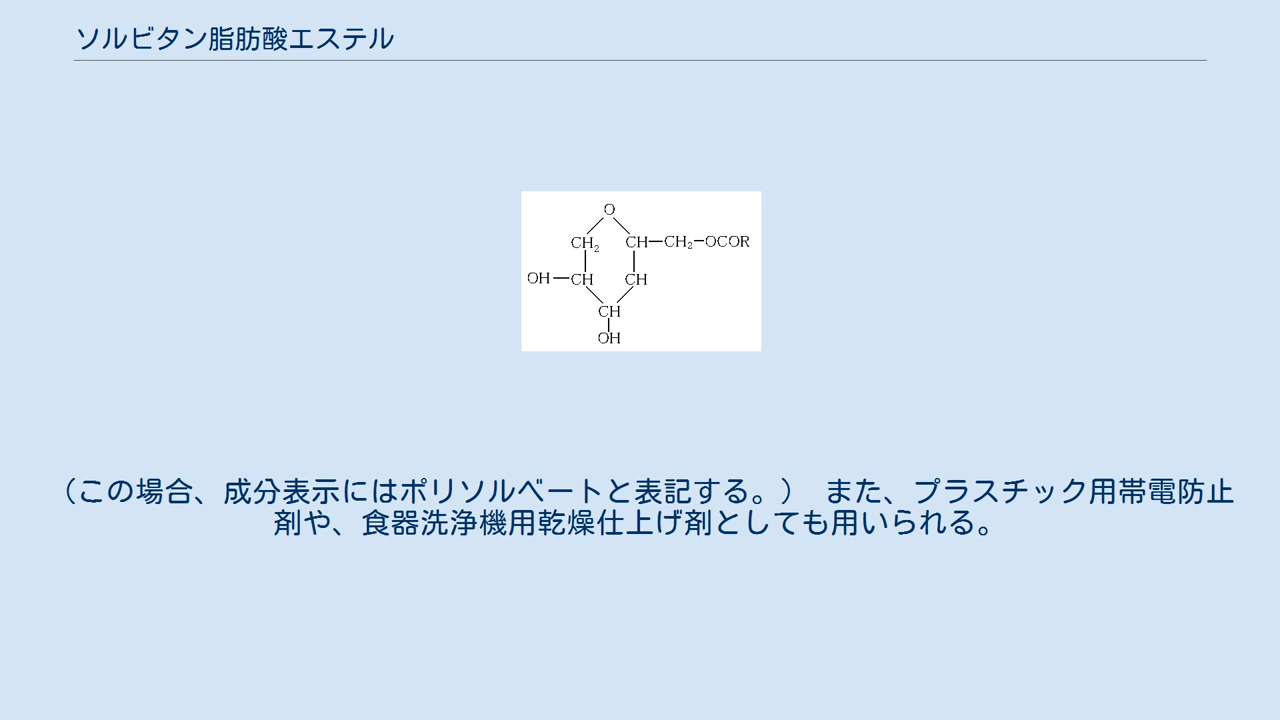 ソルビタン脂肪酸エステル
O
CH2 CH—CH2—OCOR
OH—CH CH
CH
OH
（この場合、成分表示にはポリソルベートと表記する。） また、プラスチック用帯電防止
剤や、食器洗浄機用乾燥仕上げ剤としても用いられる。